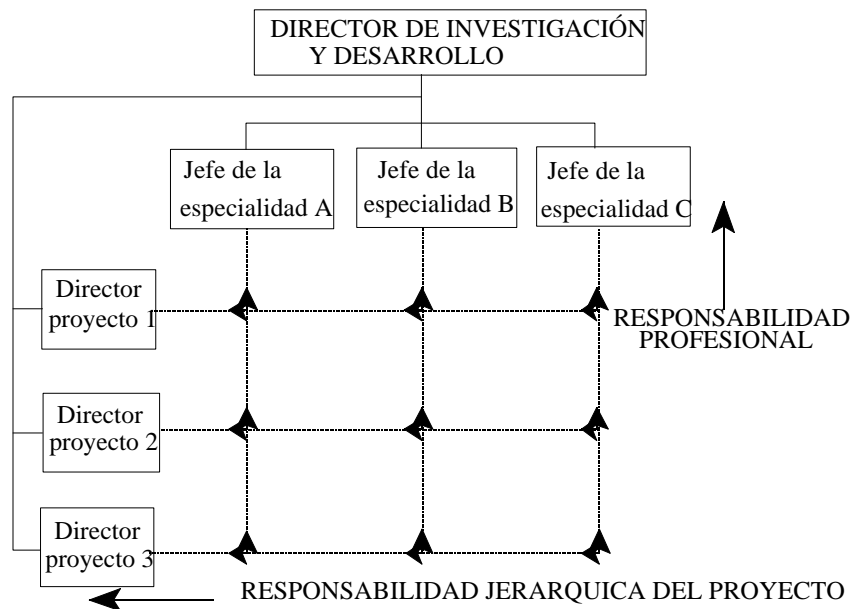 DIRECTOR DE INVESTIGACIÓN
Y DESARROLLO
Jefe de la
especialidad A
Jefe de la
especialidad B
Jefe de la
especialidad C
Director
proyecto 1
RESPONSABILIDAD
PROFESIONAL
Director
proyecto 2
Director
proyecto 3
RESPONSABILIDAD JERARQUICA DEL PROYECTO